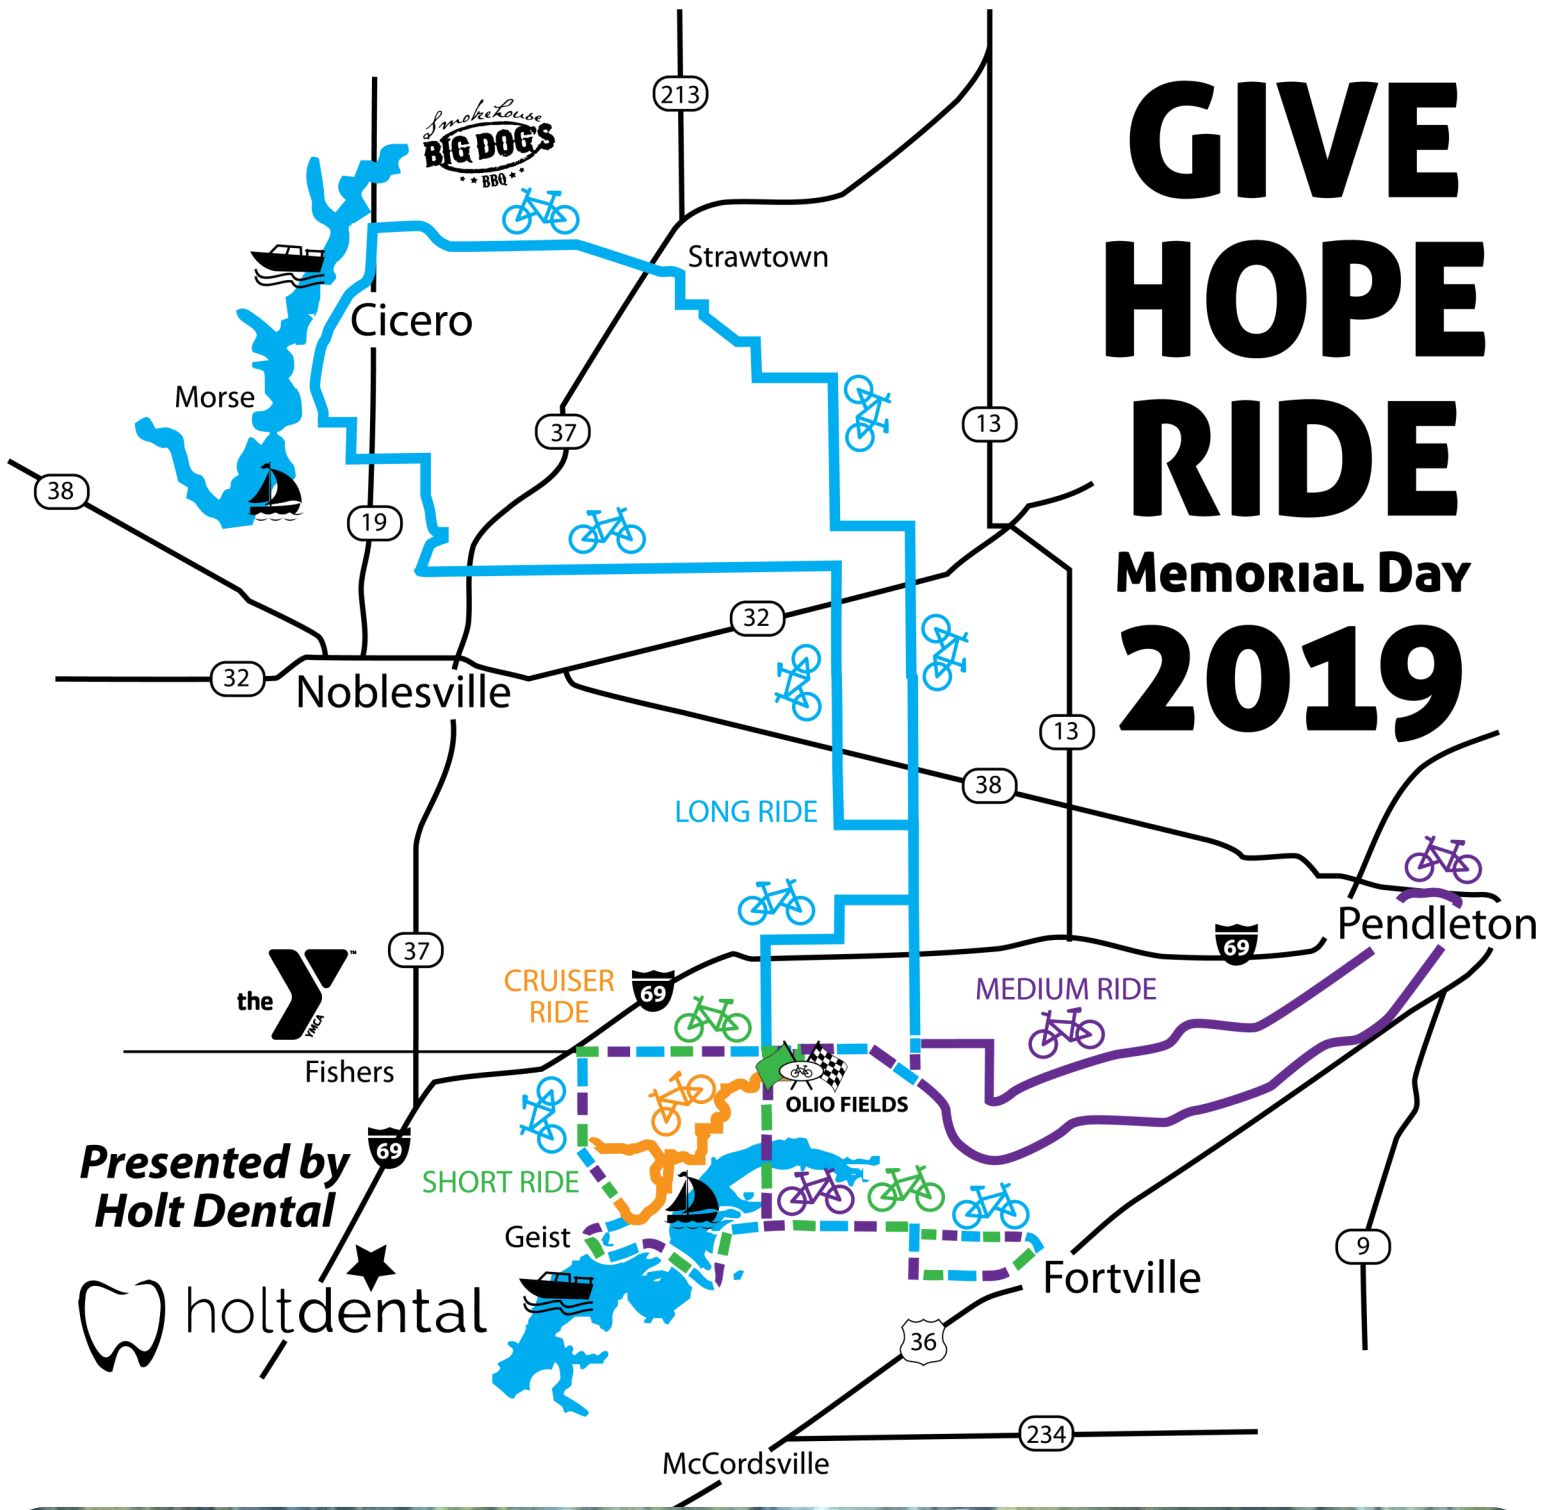 GIVE
HOPE
RIDE
Memorial Day
2019
213
Smokehouse
BIG DOG'S
BBQ
Strawtown
Cicero
Morse
37
13
38
19
32
32
Noblesville
13
38
LONG RIDE
Pendleton
37
69
the Y
YMCA
™
CRUISER
RIDE
69
MEDIUM RIDE
Fishers
OLIO FIELDS
69
Presented by
Holt Dental
SHORT RIDE
Geist
9
Fortville
holtdental
36
234
McCordsville